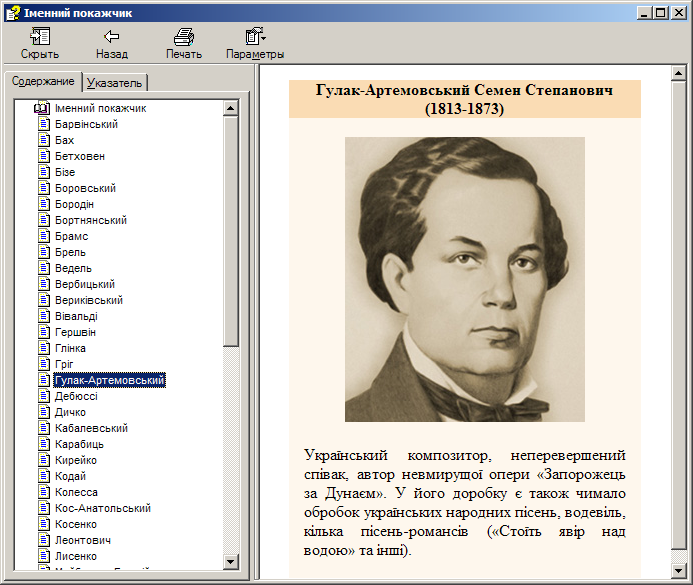 Іменний покажчик
Скрыть
Назад
Печать
Параметры
Содержание
Указатель
Іменний покажчик
Барвінський
Бах
Бетховен
Бізе
Боровський
Бородін
Бортнянський
Брамс
Брель
Ведель
Вербицький
Вериківський
Вівальді
Гершвін
Глінка
Гріг
Гулак-Артемовський
Дебюссі
Дичко
Кабалевський
Карабиць
Кирейко
Кодай
Колесса
Кос-Анатольський
Косенко
Леонтович
Лисенко
Гулак-Артемовський Семен Степанович
(1813-1873)
Український композитор, неперевершений
співак, автор невмирущої опери «Запорожець
за Дунаєм». У його доробку є також чимало
обробок українських народних пісень, водевіль,
кілька пісень-романсів («Стоїть явір над
водою» та інші).